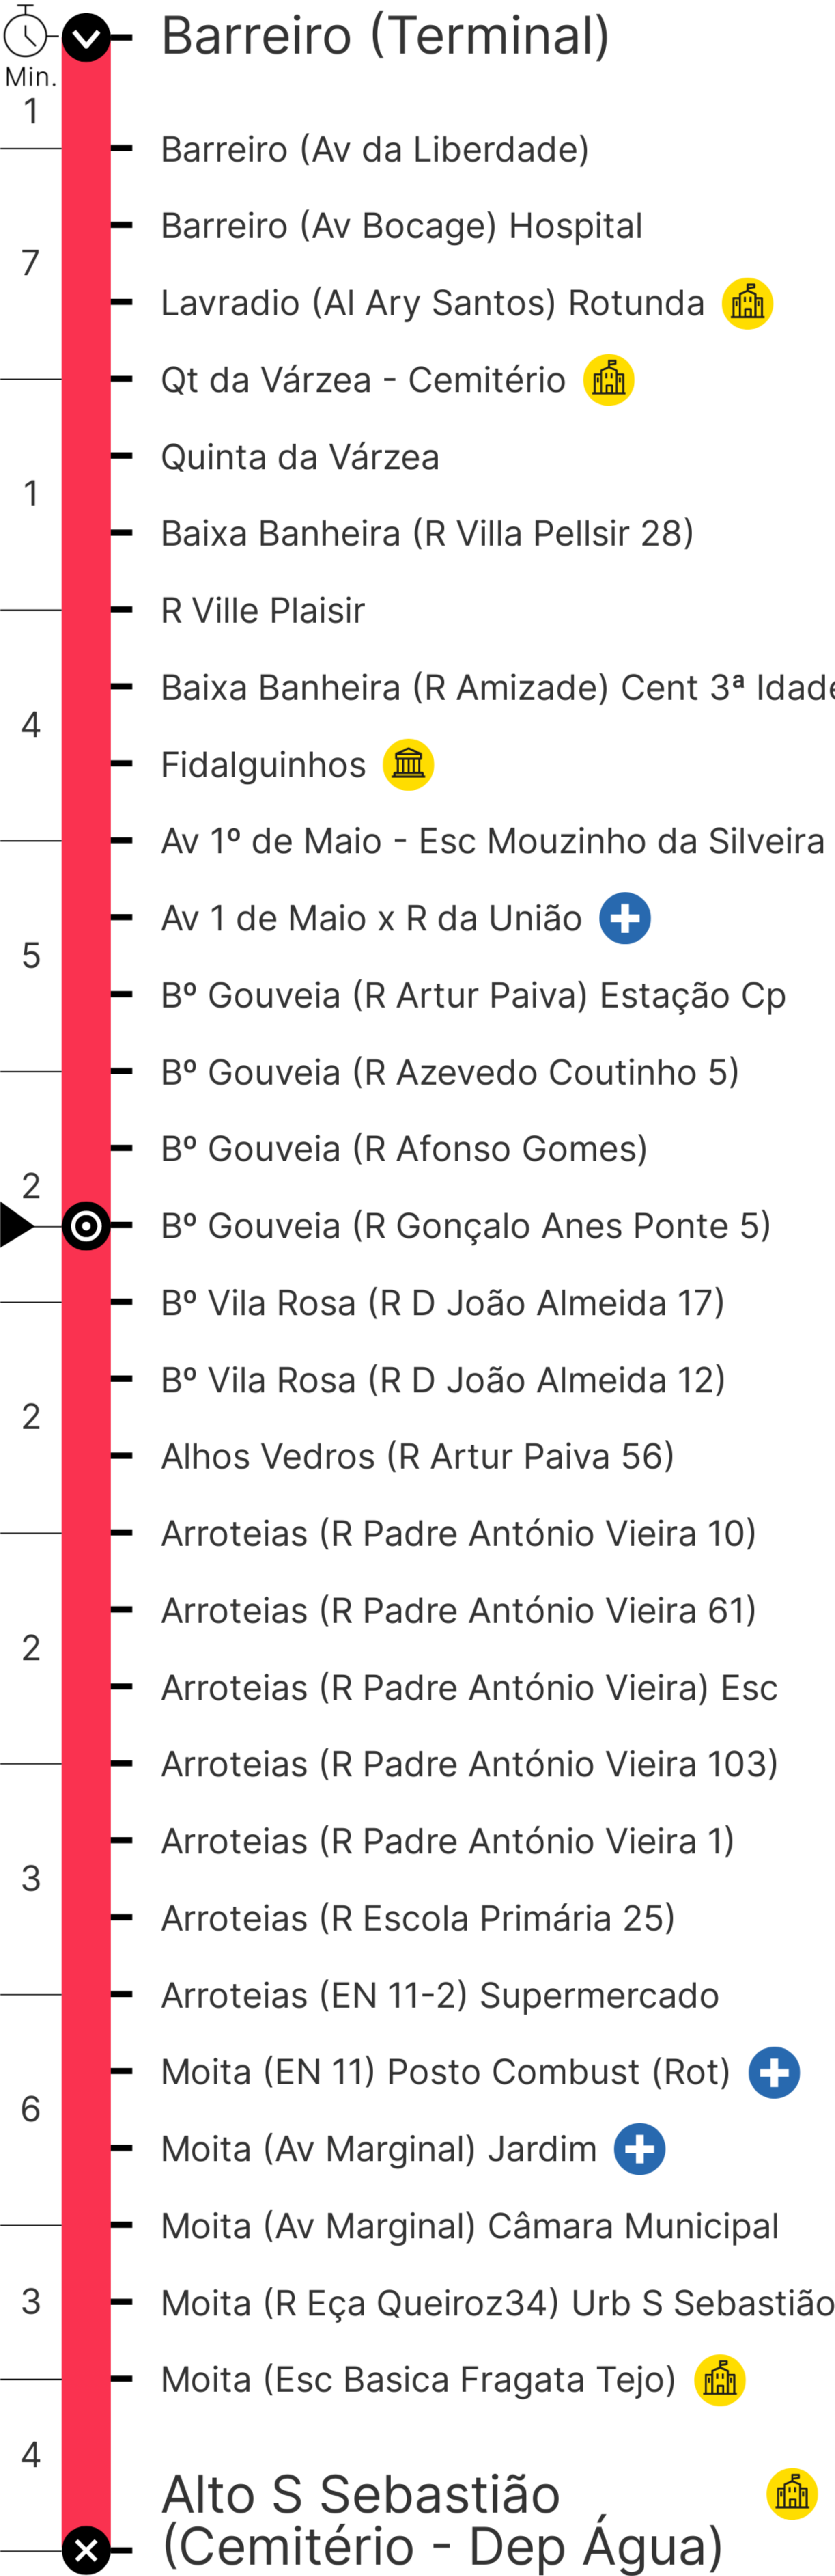 Barreiro (Terminal)
Min.
1
Barreiro (Av da Liberdade)
Barreiro (Av Bocage) Hospital
7
Lavradio (Al Ary Santos) Rotunda
Qt da Várzea - Cemitério
Quinta da Várzea
1
Baixa Banheira (R Villa Pellsir 28)
R Ville Plaisir
Baixa Banheira (R Amizade) Cent 3ª Idade
4
Fidalguinhos
Av 1º de Maio - Esc Mouzinho da Silveira
Av 1 de Maio x R da União
5
Bº Gouveia (R Artur Paiva) Estação Cp
Bº Gouveia (R Azevedo Coutinho 5)
Bº Gouveia (R Afonso Gomes)
2
Bº Gouveia (R Gonçalo Anes Ponte 5)
Bº Vila Rosa (R D João Almeida 17)
Bº Vila Rosa (R D João Almeida 12)
2
Alhos Vedros (R Artur Paiva 56)
Arroteias (R Padre António Vieira 10)
Arroteias (R Padre António Vieira 61)
2
Arroteias (R Padre António Vieira) Esc
Arroteias (R Padre António Vieira 103)
Arroteias (R Padre António Vieira 1)
3
Arroteias (R Escola Primária 25)
Arroteias (EN 11-2) Supermercado
Moita (EN 11) Posto Combust (Rot)
6
Moita (Av Marginal) Jardim
Moita (Av Marginal) Câmara Municipal
3
Moita (R Eça Queiroz34) Urb S Sebastião
Moita (Esc Basica Fragata Tejo)
4
Alto S Sebastião
(Cemitério - Dep Água)